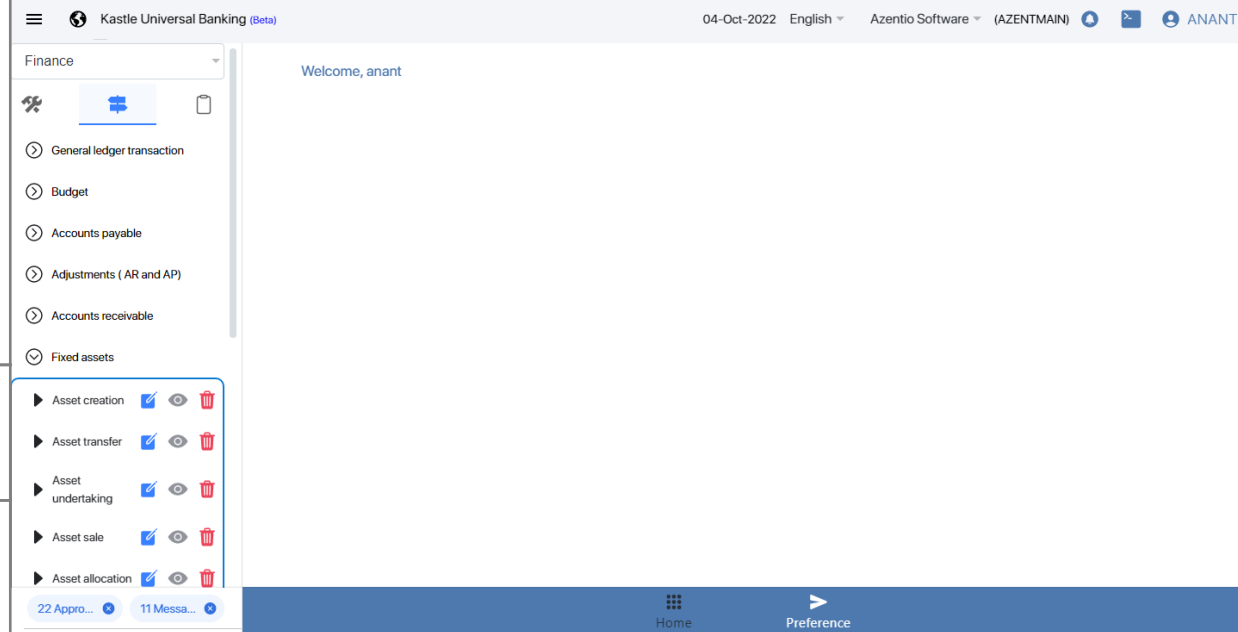 Kastle Universal Banking (Beta)
04-Oct-2022 English Azentio Software (AZENTMAIN) ANANT
Finance
Welcome, anant
General ledger transaction
Budget
Accounts payable
Adjustments ( AR and AP)
Accounts receivable
Fixed assets
Asset creation
Asset transfer
Asset
undertaking
Asset sale
Asset allocation
22 Appro... 11 Messa...
Home Preference